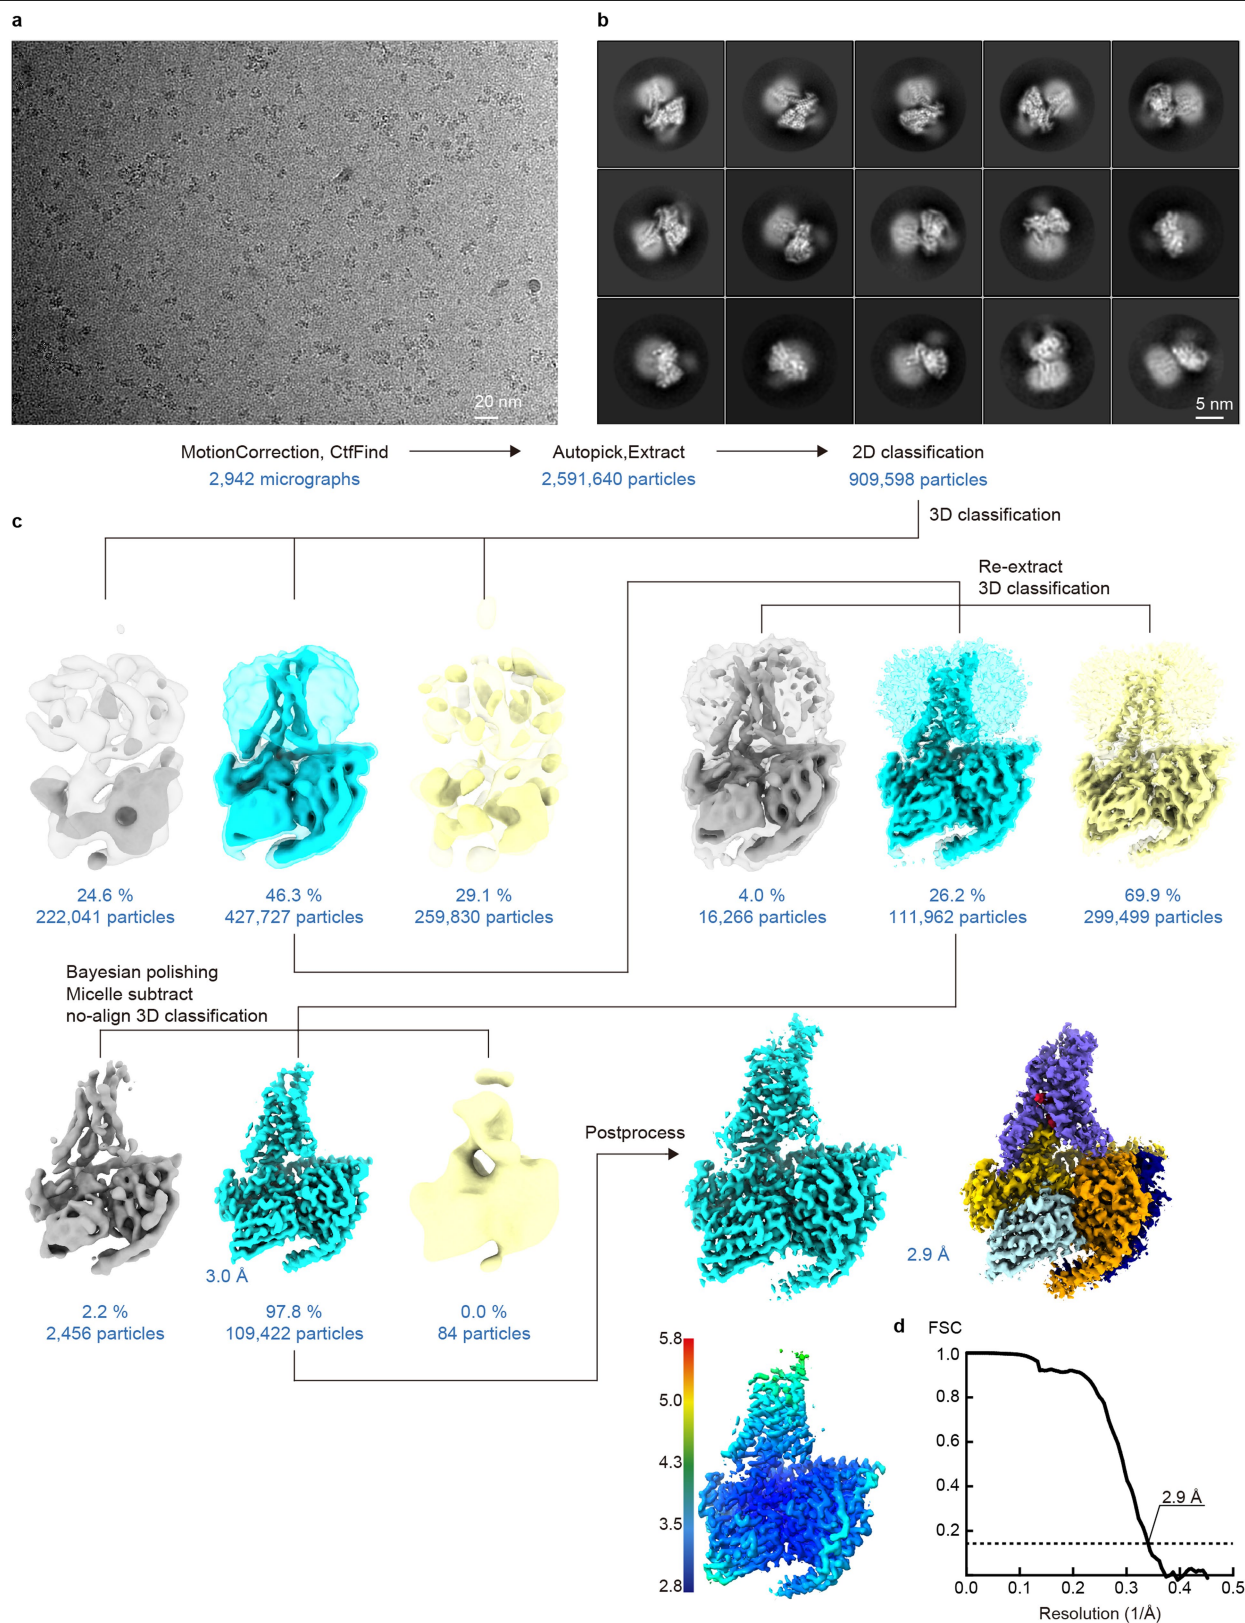 a
b
20 nm
5 nm
MotionCorrection, CtfFind
Autopick,Extract
2D classification
2,942 micrographs
2,591,640 particles
909,598 particles
c
3D classification
Re-extract
3D classification
24.6 %
46.3 %
29.1 %
4.0 %
26.2 %
69.9 %
222,041 particles
427,727 particles
259,830 particles
16,266 particles
111,962 particles
299,499 particles
Bayesian polishing
Micelle subtract
no-align 3D classification
Postprocess
2.9 Å
3.0 Å
2.2 %
97.8 %
0.0 %
2,456 particles
109,422 particles
84 particles
5.8
5.0
4.3
3.5
2.8
d
FSC
1.0
0.8
0.6
0.4
0.2
2.9 Å
0.0
0.1
0.2
0.3
0.4
0.5
Resolution (1/Å)